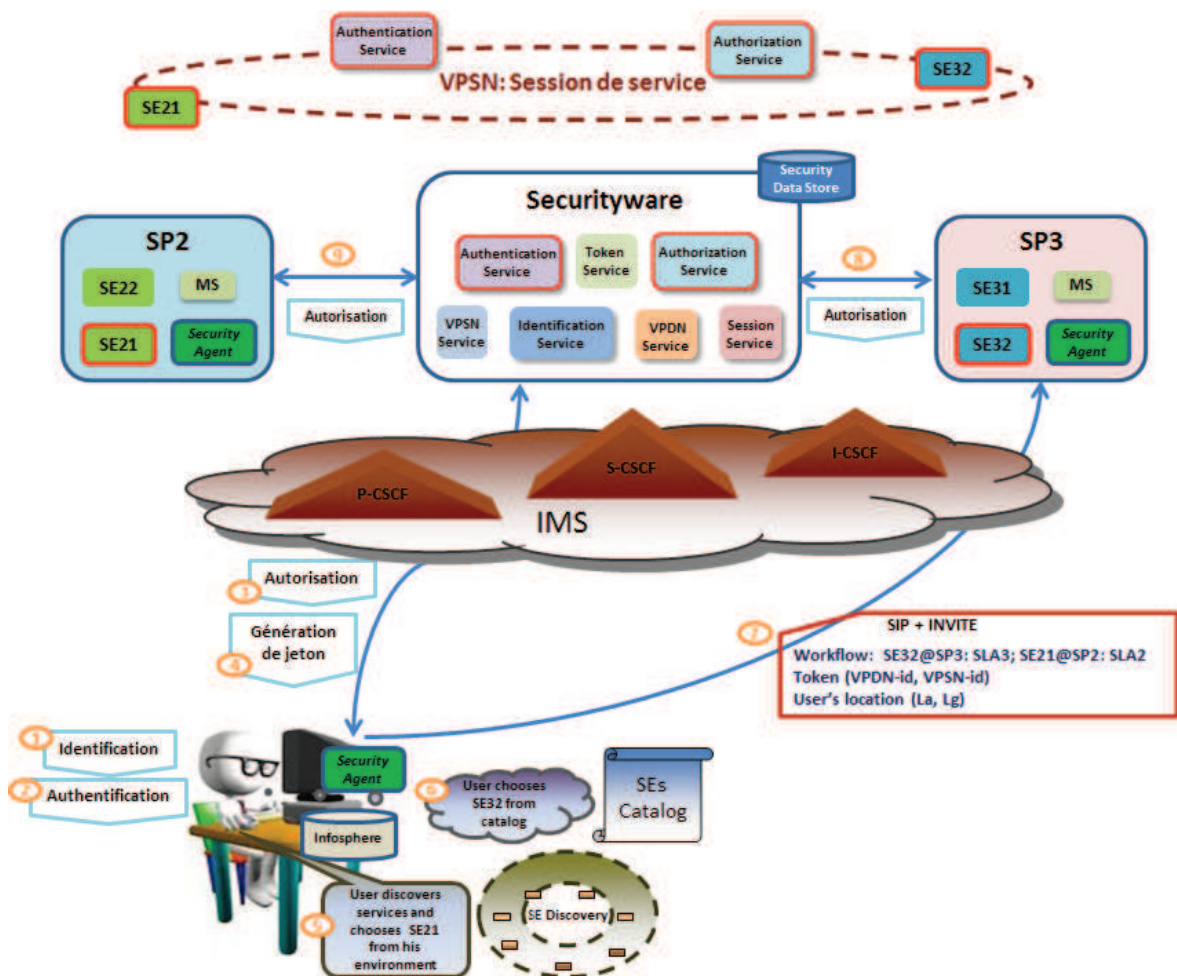 Authentication
Service
Authorization
Service
VPSN: Session de service
SE32
SE21
Security
Data Store
Securityware
SP2
SP3
9
8
Authentication
Service
Token
Service
Authorization
Service
SE22
MS
SE31
MS
Autorisation
Autorisation
VPSN
Service
Identification
Service
VPDN
Service
Session
Service
SE21
Security
Agent
SE32
Security
Agent
S-CSCF
I-CSCF
P-CSCF
IMS
3
Autorisation
4
Génération
de jeton
7
SIP + INVITE
Workflow: SE32@SP3: SLA3; SE21@SP2: SLA2
Token (VPDN-id, VPSN-id)
User's location (La, Lg)
1
Identification
2
Authentification
Security
Agent
6
User chooses
SE32 from
catalog
SEs
Catalog
Infosphere
5
User discovers
services and
chooses SE21
from his
environment
SE Discovery